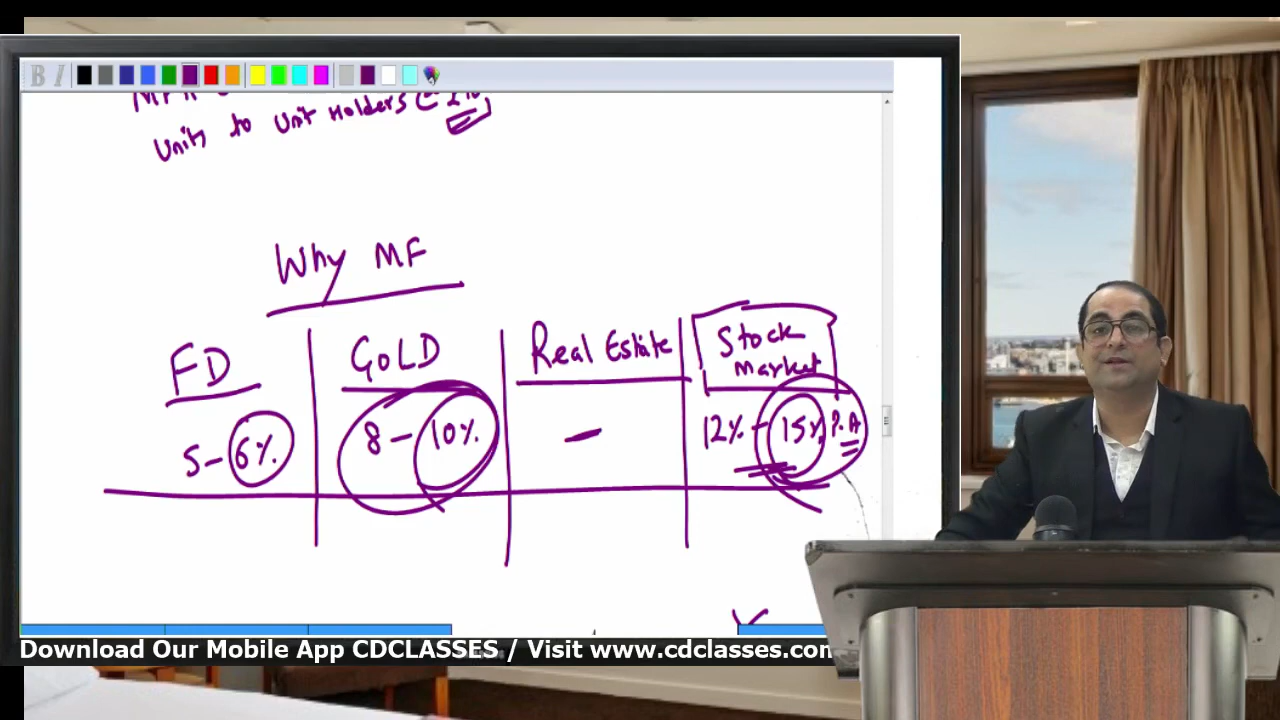 B I
Units to Unit Holders @
Why MF
FD
GOLD
Real Estate
Stock
Market
5 - 6%.
8 - 10%.
-
12% - 15% P.A
Download Our Mobile App CDCLASSES / Visit www.cdclasses.com